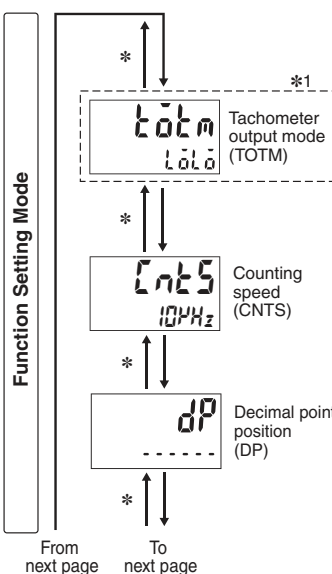 Function Setting Mode
*
*1
totm
LoLo
Tachometer
output mode
(TOTM)
*
CntS
10kHz
Counting
speed
(CNTS)
*
dP
------
Decimal point
position
(DP)
*
From
next page
To
next page